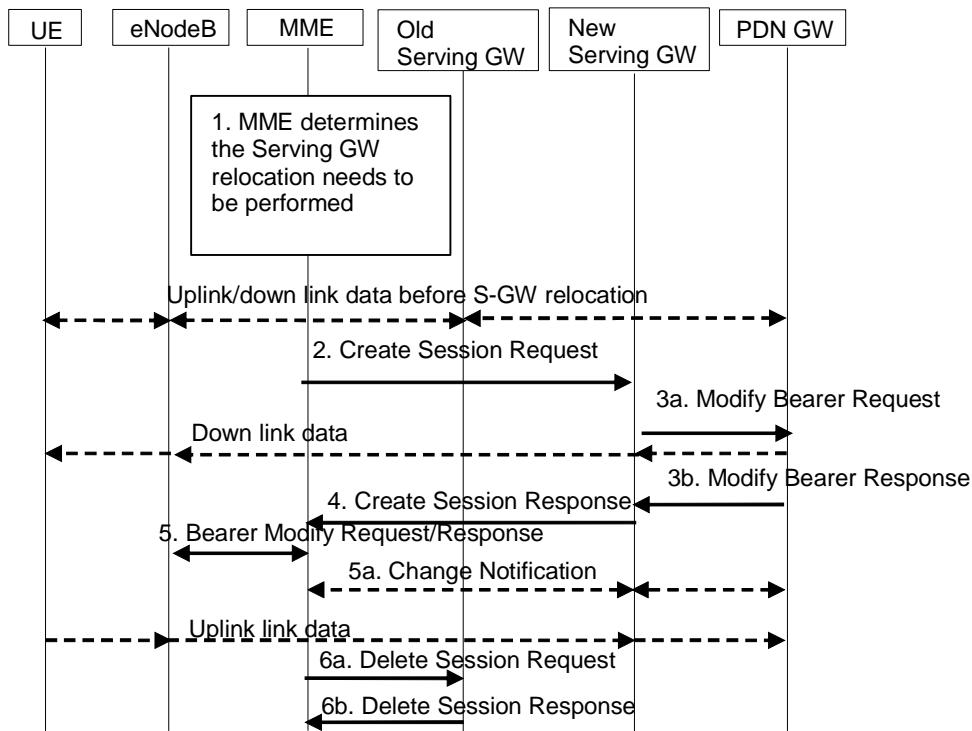 UE
eNodeB
MME
Old
Serving GW
New
Serving GW
PDN GW
1. MME determines
the Serving GW
relocation needs to
be performed
Uplink/down link data before S-GW relocation
2. Create Session Request
3a. Modify Bearer Request
Down link data
3b. Modify Bearer Response
4. Create Session Response
5. Bearer Modify Request/Response
5a. Change Notification
Uplink link data
6a. Delete Session Request
6b. Delete Session Response